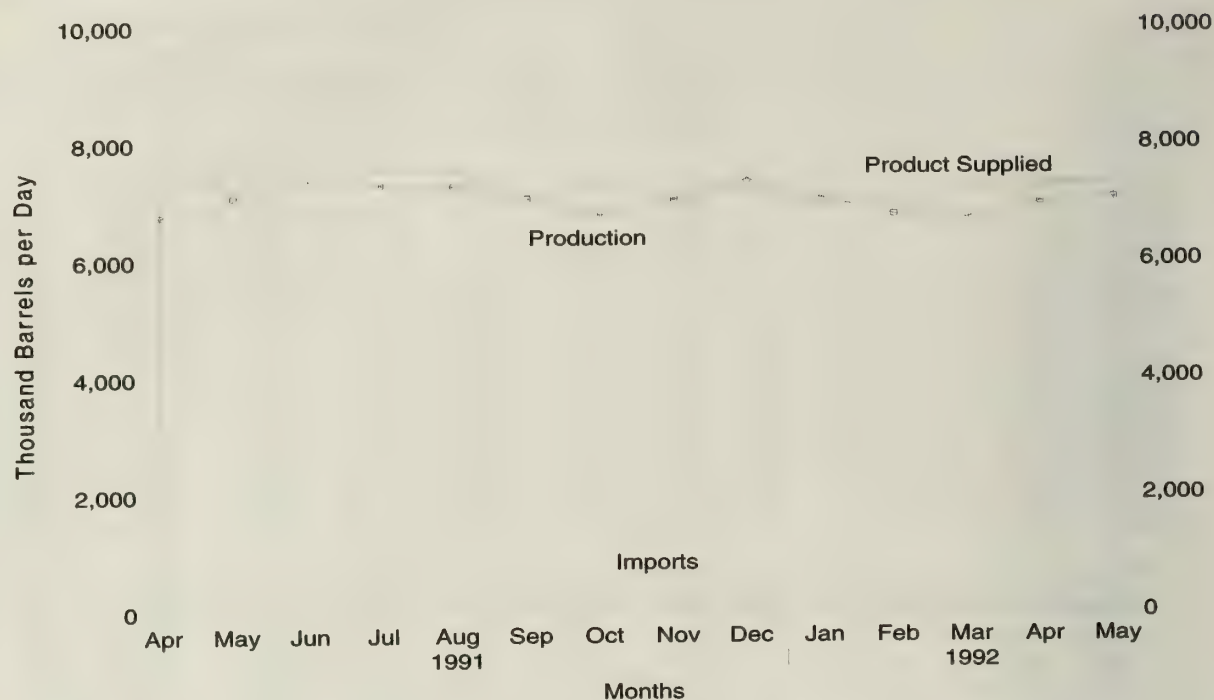 10,000
8,000
6,000
4,000
2,000
0
Thousand Barrels per Day
10,000
8,000
6,000
4,000
2,000
0
Product Supplied
Production
Imports
Apr May Jun Jul Aug Sep Oct Nov Dec Jan Feb Mar Apr May
1991 1992
Months